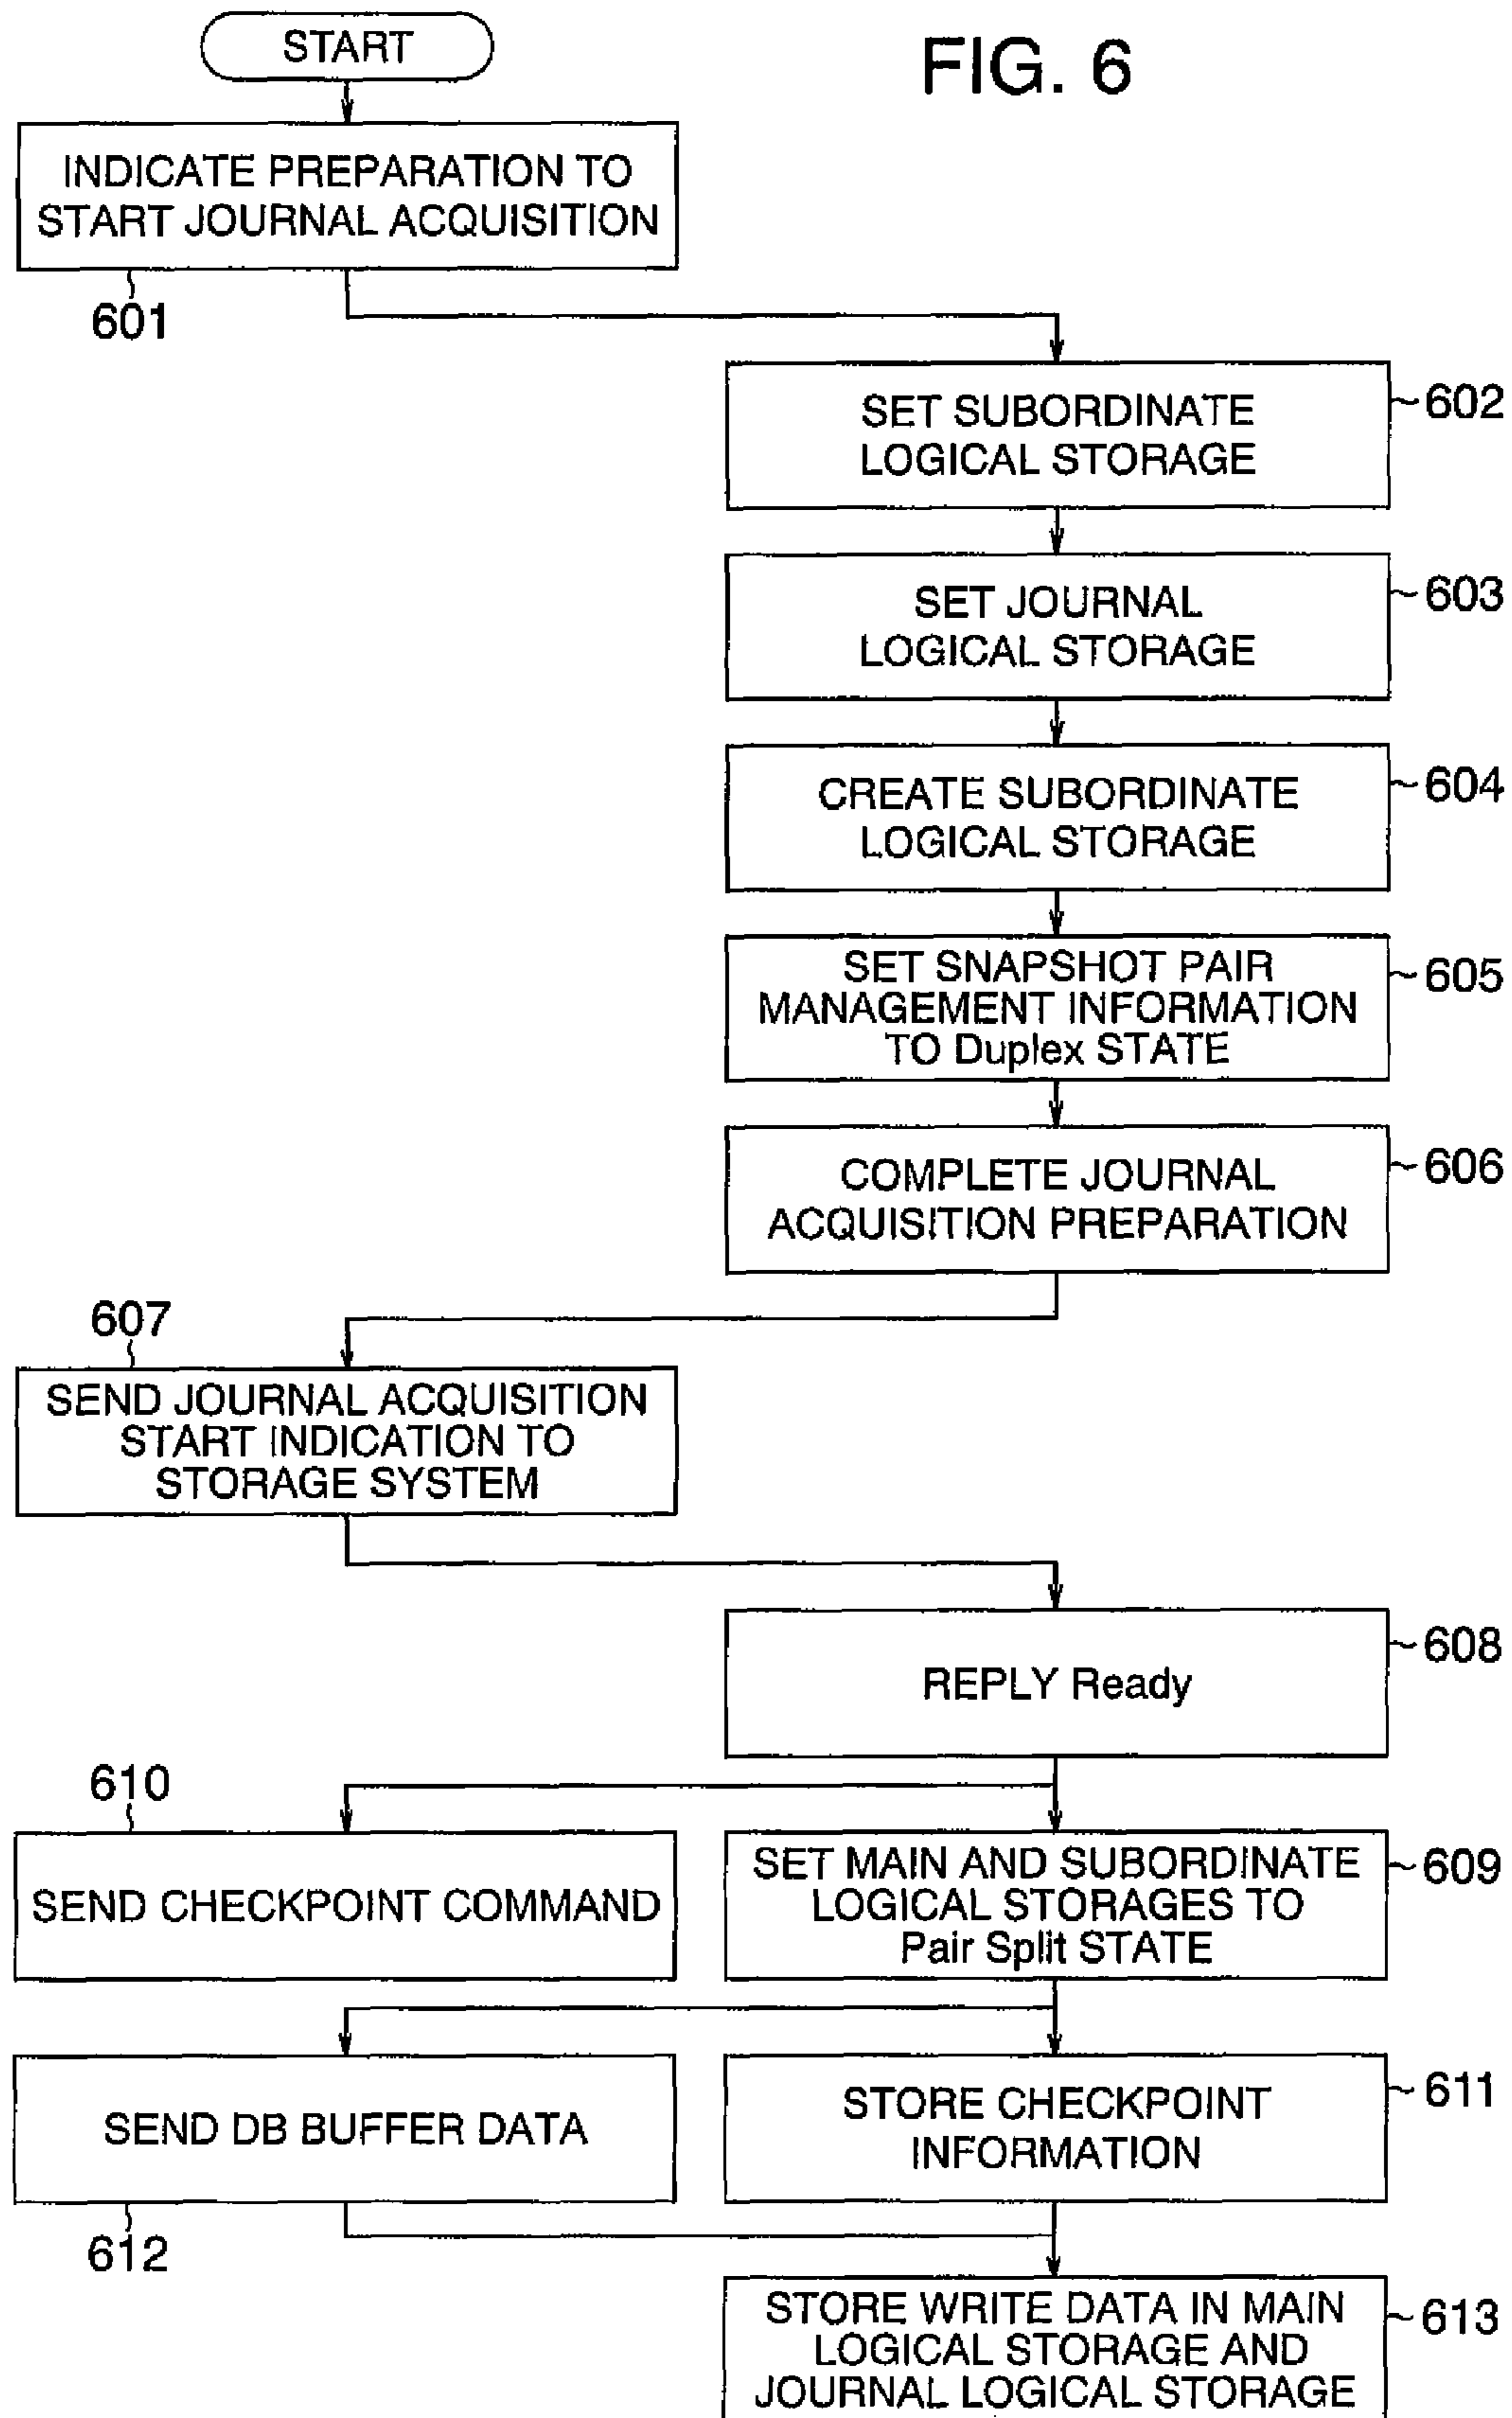 START
FIG. 6
INDICATE PREPARATION TO
START JOURNAL ACQUISITION
601
SET SUBORDINATE
LOGICAL STORAGE
602
SET JOURNAL
LOGICAL STORAGE
603
CREATE SUBORDINATE
LOGICAL STORAGE
604
SET SNAPSHOT PAIR
MANAGEMENT INFORMATION
TO Duplex STATE
605
COMPLETE JOURNAL
ACQUISITION PREPARATION
606
607
SEND JOURNAL ACQUISITION
START INDICATION TO
STORAGE SYSTEM
REPLY Ready
608
610
SEND CHECKPOINT COMMAND
SET MAIN AND SUBORDINATE
LOGICAL STORAGES TO
Pair Split STATE
609
SEND DB BUFFER DATA
612
STORE CHECKPOINT
INFORMATION
611
STORE WRITE DATA IN MAIN
LOGICAL STORAGE AND
JOURNAL LOGICAL STORAGE
613